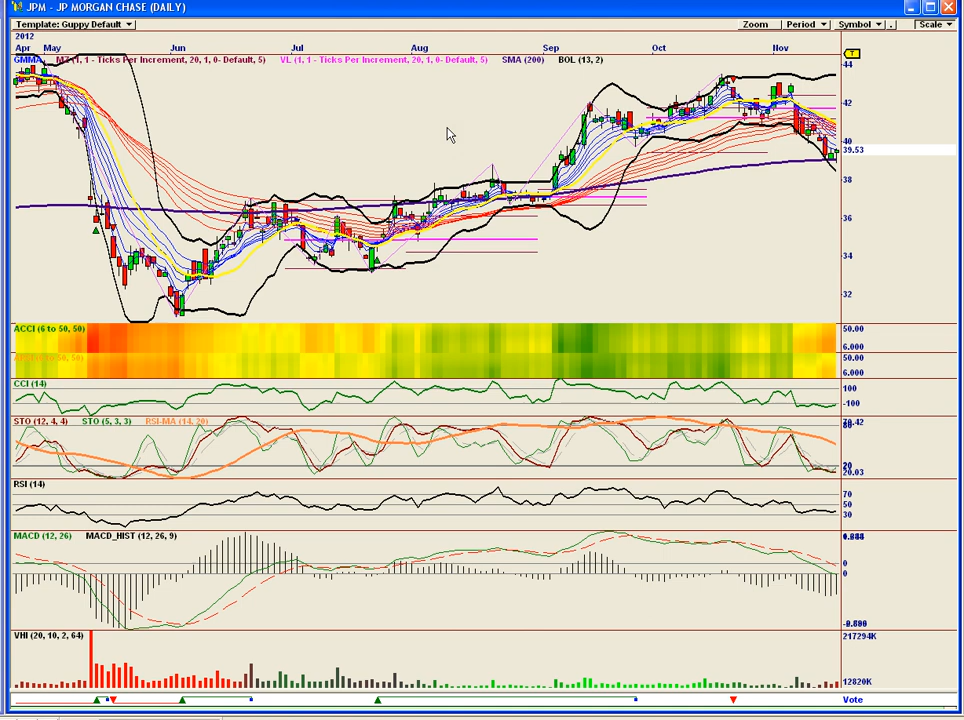 JPM - JP MORGAN CHASE (DAILY)
Template: Guppy Default Zoom Period Symbol . Scale
2012
Apr May Jun Jul Aug Sep Oct Nov
GMMA 1, 1 - Ticks Per Increment, 20, 1, 0- Default, 5) VL (1, 1 - Ticks Per Increment, 20, 1, 0- Default, 5) SMA (200) BOL (13, 2)
44
42
40
39.53
38
36
34
32
ACCI (6 to 50, 50) 50.00
6.000
50.00
6.000
CCI (14) 100
-100
STO (12, 4, 4) STO (5, 3, 3) RSI-MA (14, 20)
20
20.03
RSI (14) 70
50
30
MACD (12, 26) MACD_HIST (12, 26, 9)
0
0
VHI (20, 10, 2, 64) 217294K
12820K
Vote